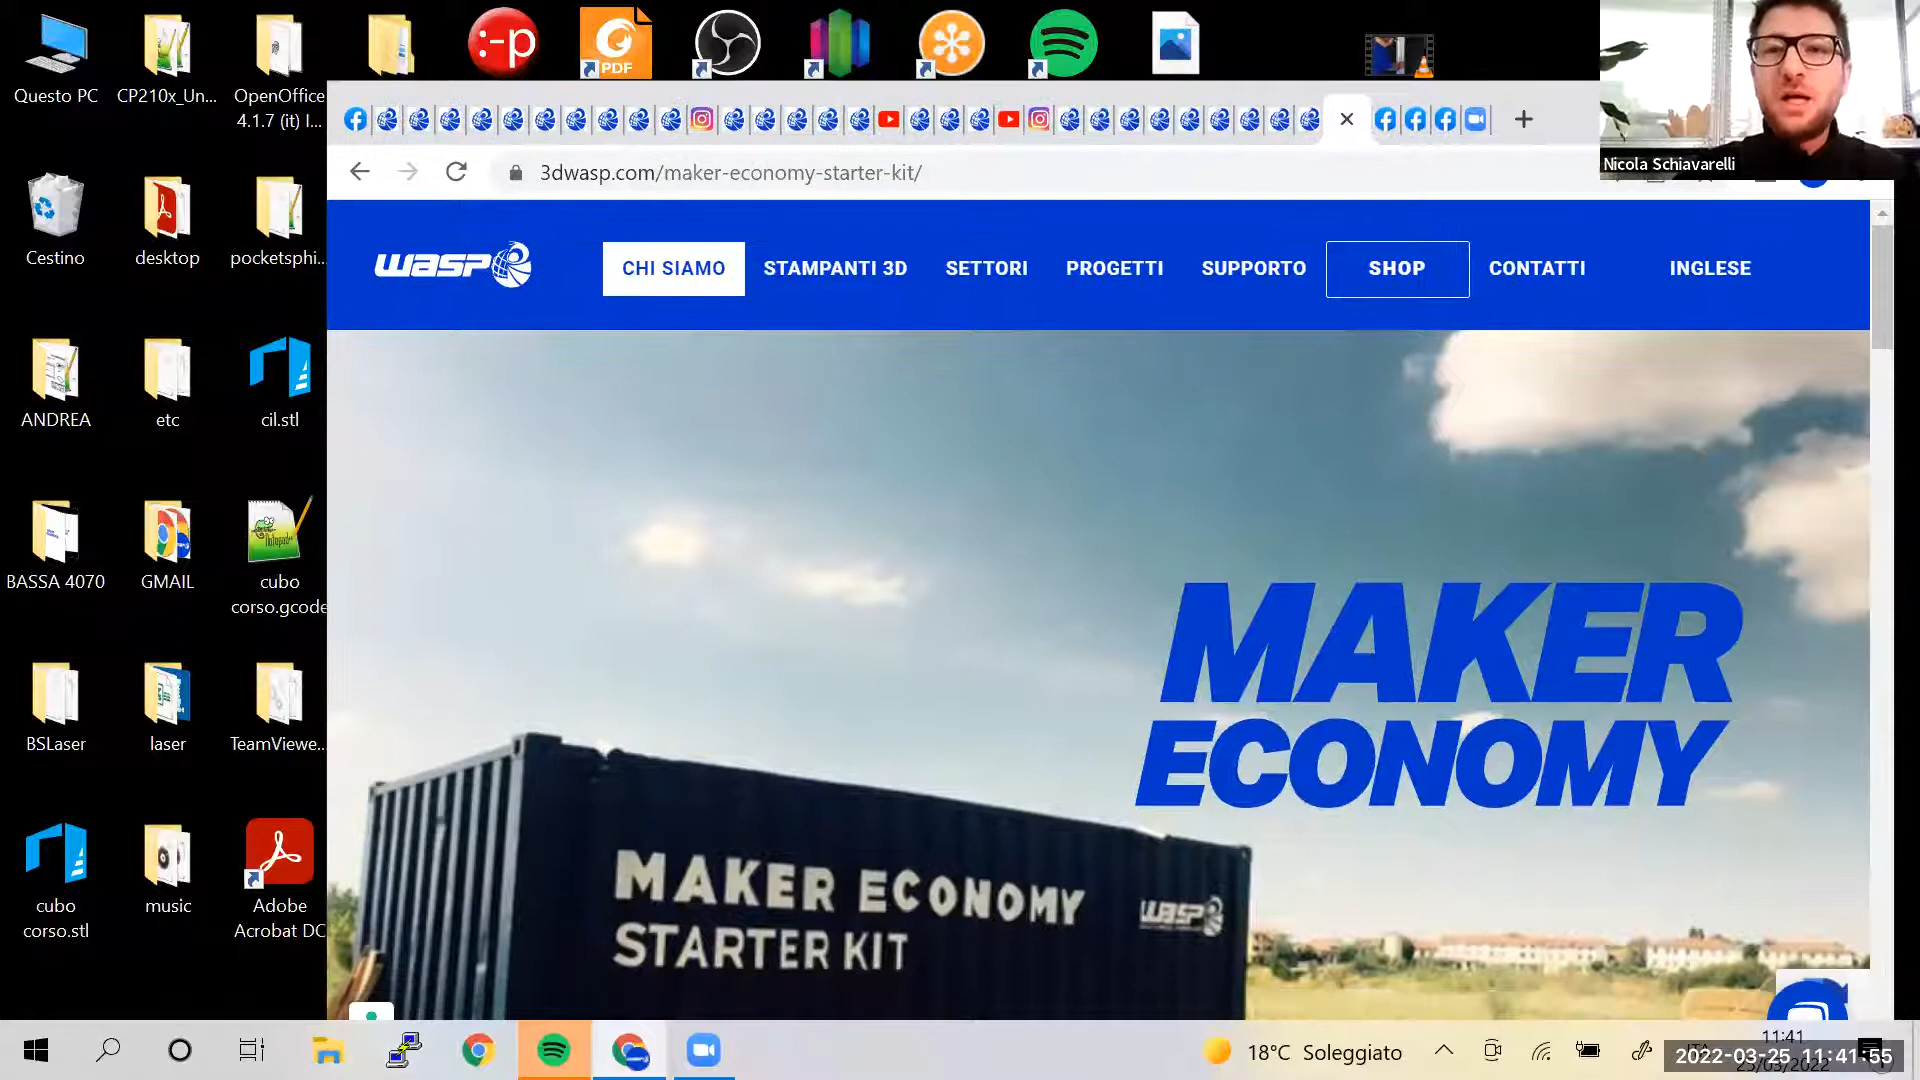 Questo PC
CP210x_Un...
OpenOffice
4.1.7 (it) I...
:-p
PDF
Nicola Schiavarelli
3dwasp.com/maker-economy-starter-kit/
Cestino
desktop
pocketsphi...
WASP
CHI SIAMO
STAMPANTI 3D
SETTORI
PROGETTI
SUPPORTO
SHOP
CONTATTI
INGLESE
ANDREA
etc
cil.stl
BASSA 4070
GMAIL
cubo
corso.gcode
MAKER
ECONOMY
BSLaser
laser
TeamViewe...
cubo
corso.stl
music
Adobe
Acrobat DC
MAKER ECONOMY
STARTER KIT
WASP
18°C Soleggiato
11:41
2022-03-25 11:41:55